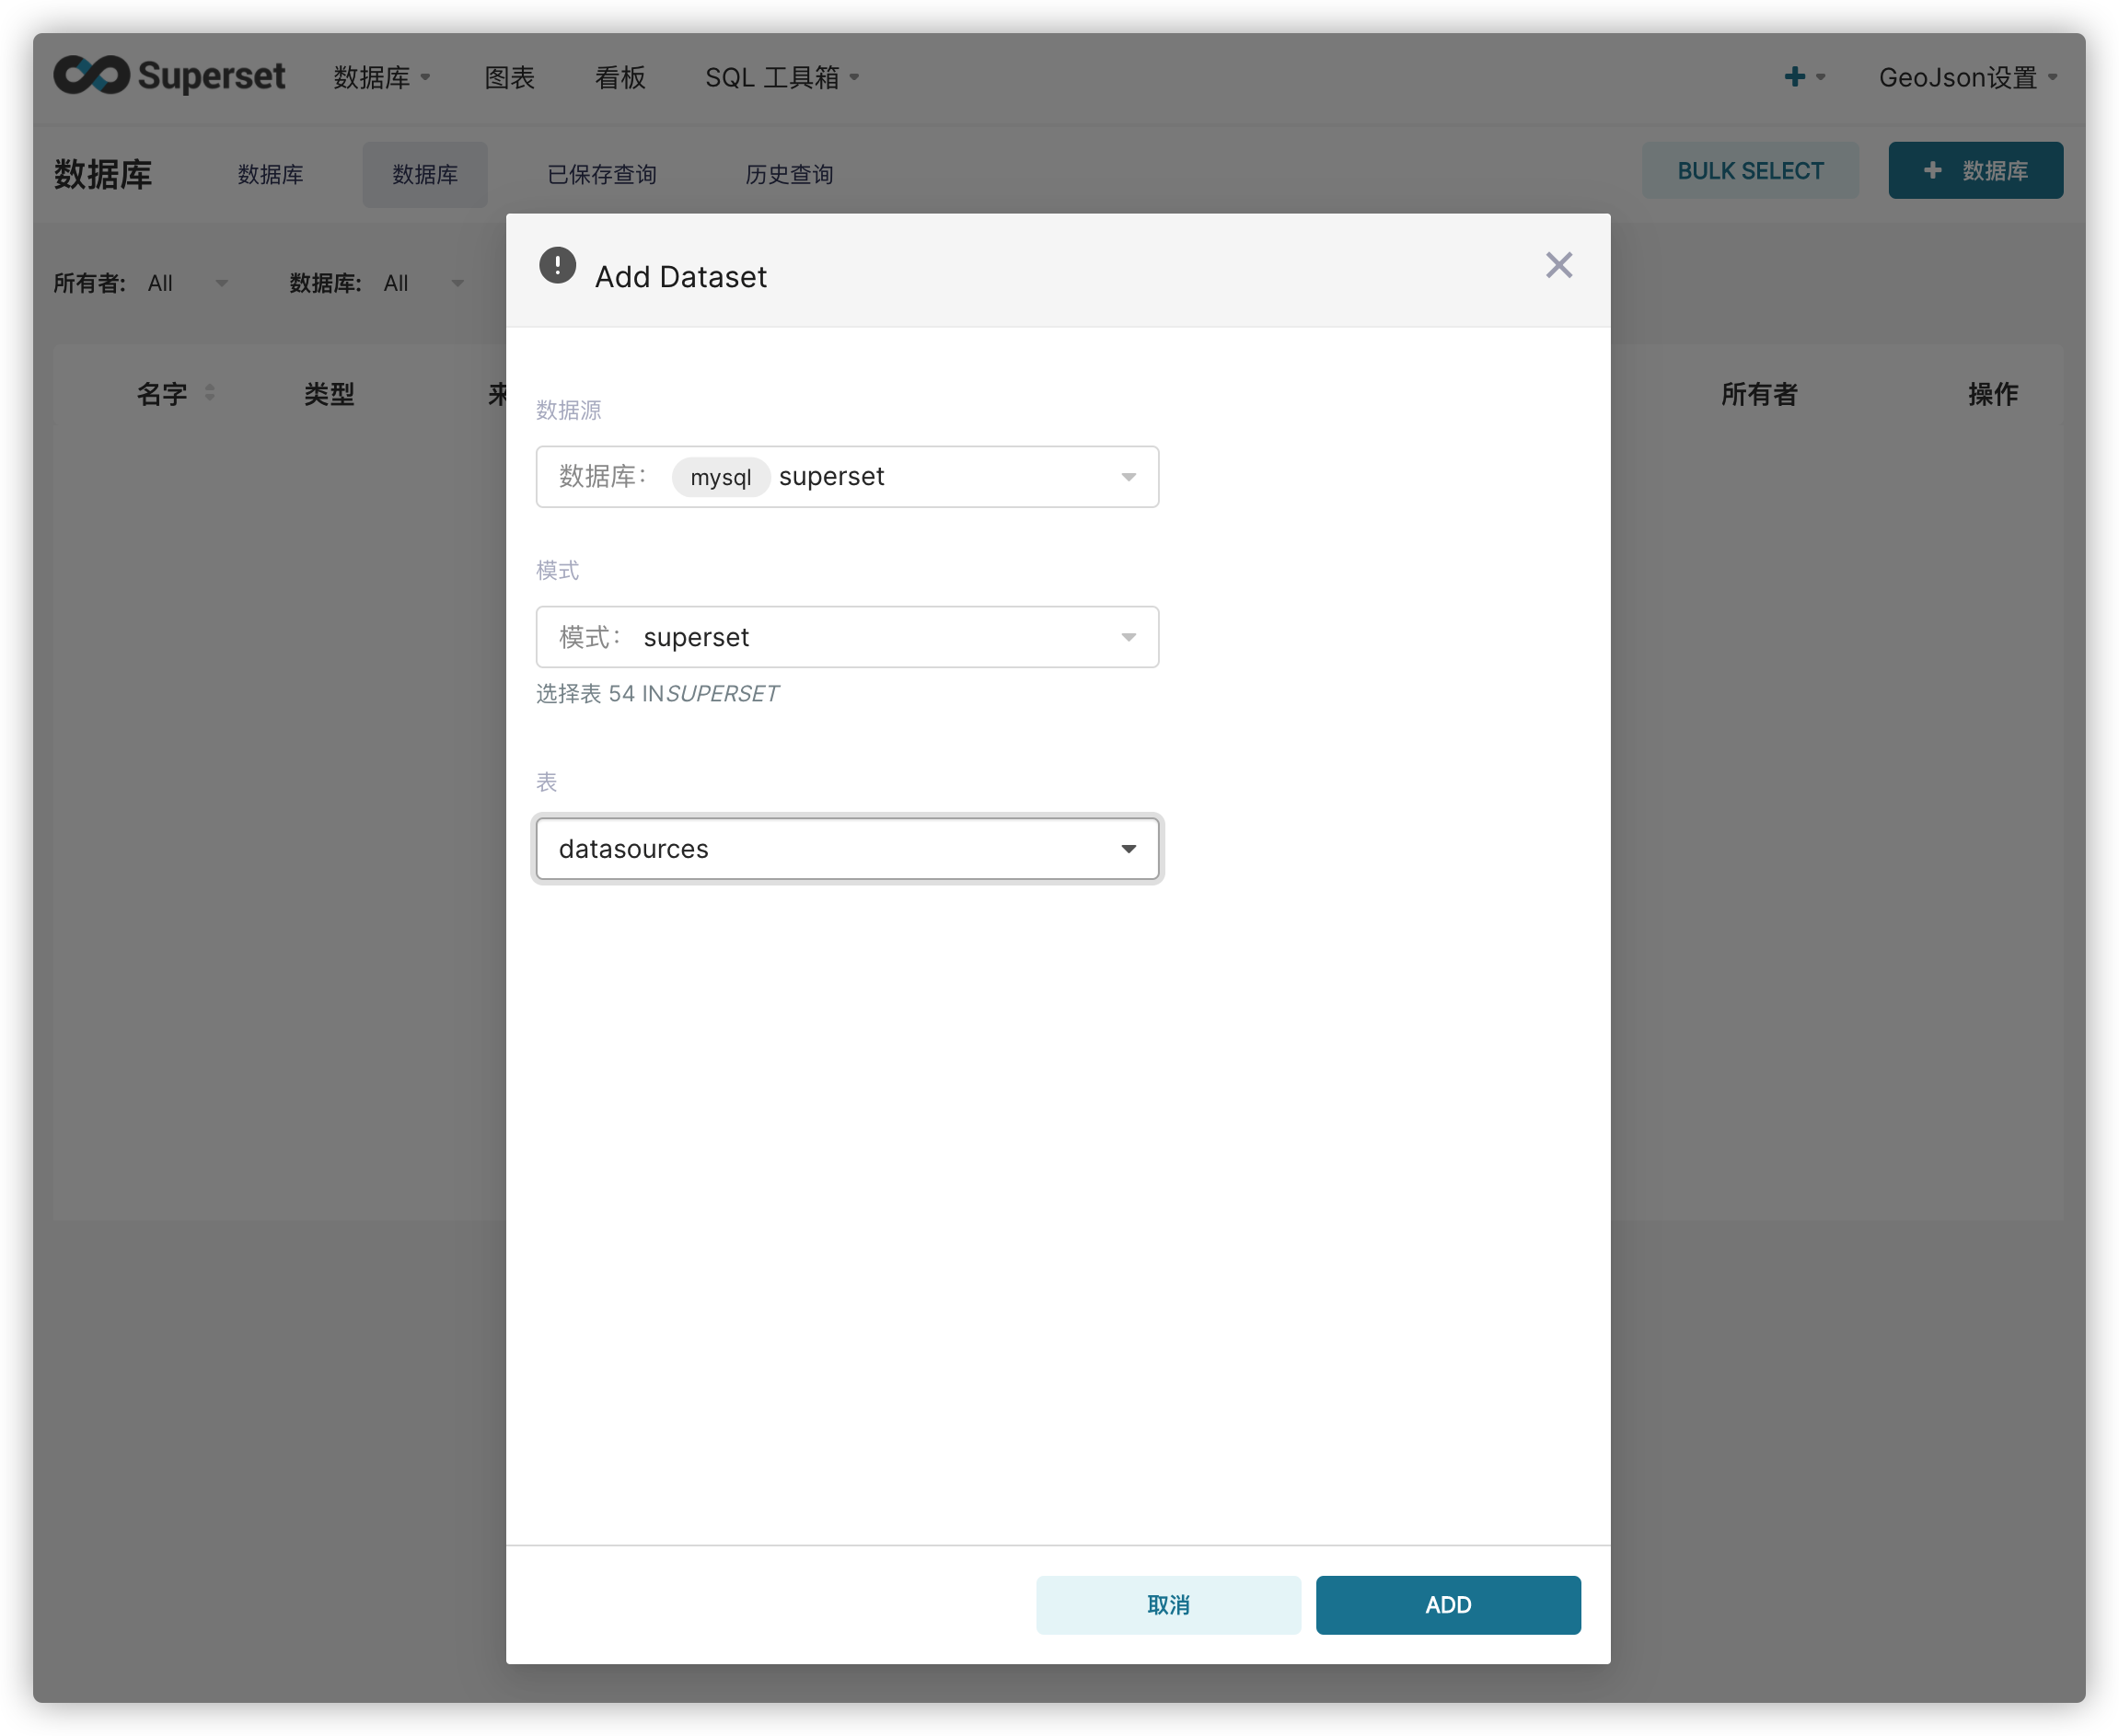 Superset 数据库 图表 看板 SQL 工具箱 GeoJson设置
数据库 数据库 数据库 已保存查询 历史查询 BULK SELECT + 数据库
Add Dataset
所有者: All 数据库: All
名字 类型 来 所有者 操作
数据源
数据库: mysql superset
模式
模式: superset
选择表 54 IN SUPERSET
表
datasources
取消 ADD